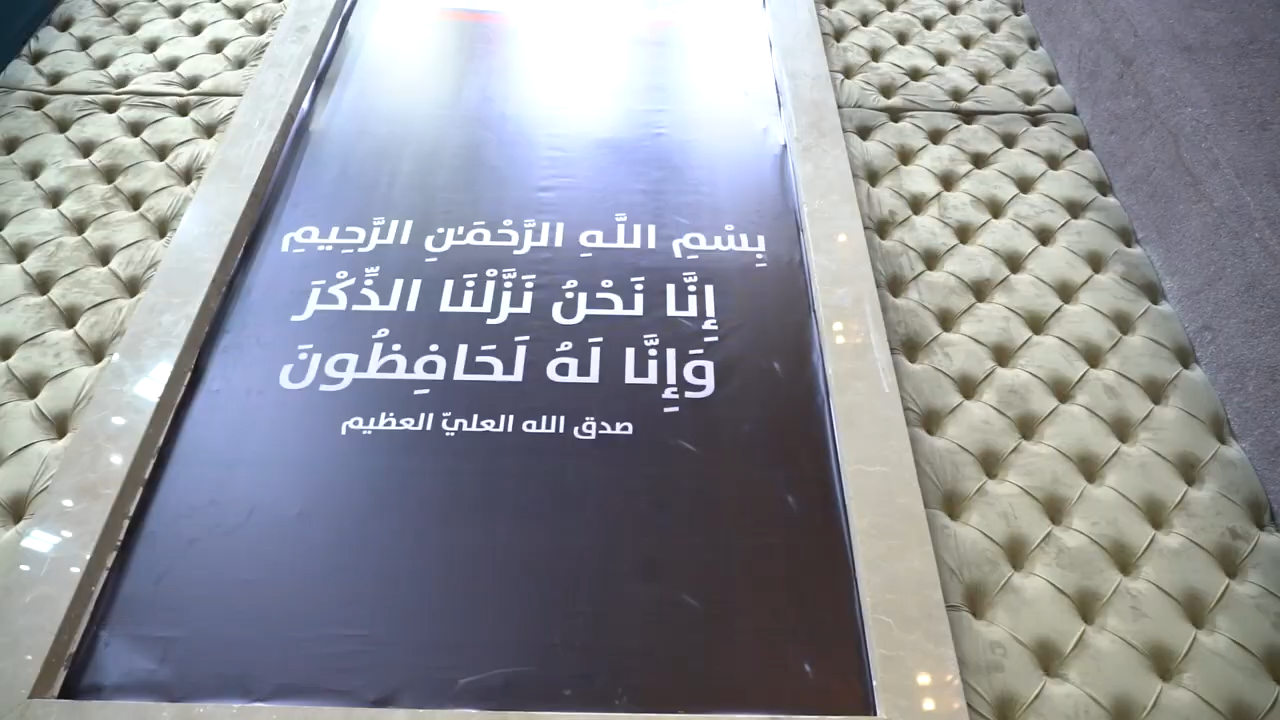 بِسْمِ اللَّهِ الرَّحْمَٰنِ الرَّحِيمِ
إِنَّا نَحْنُ نَزَّلْنَا الذِّكْرَ
وَإِنَّا لَهُ لَحَافِظُونَ
صدق الله العليّ العظيم